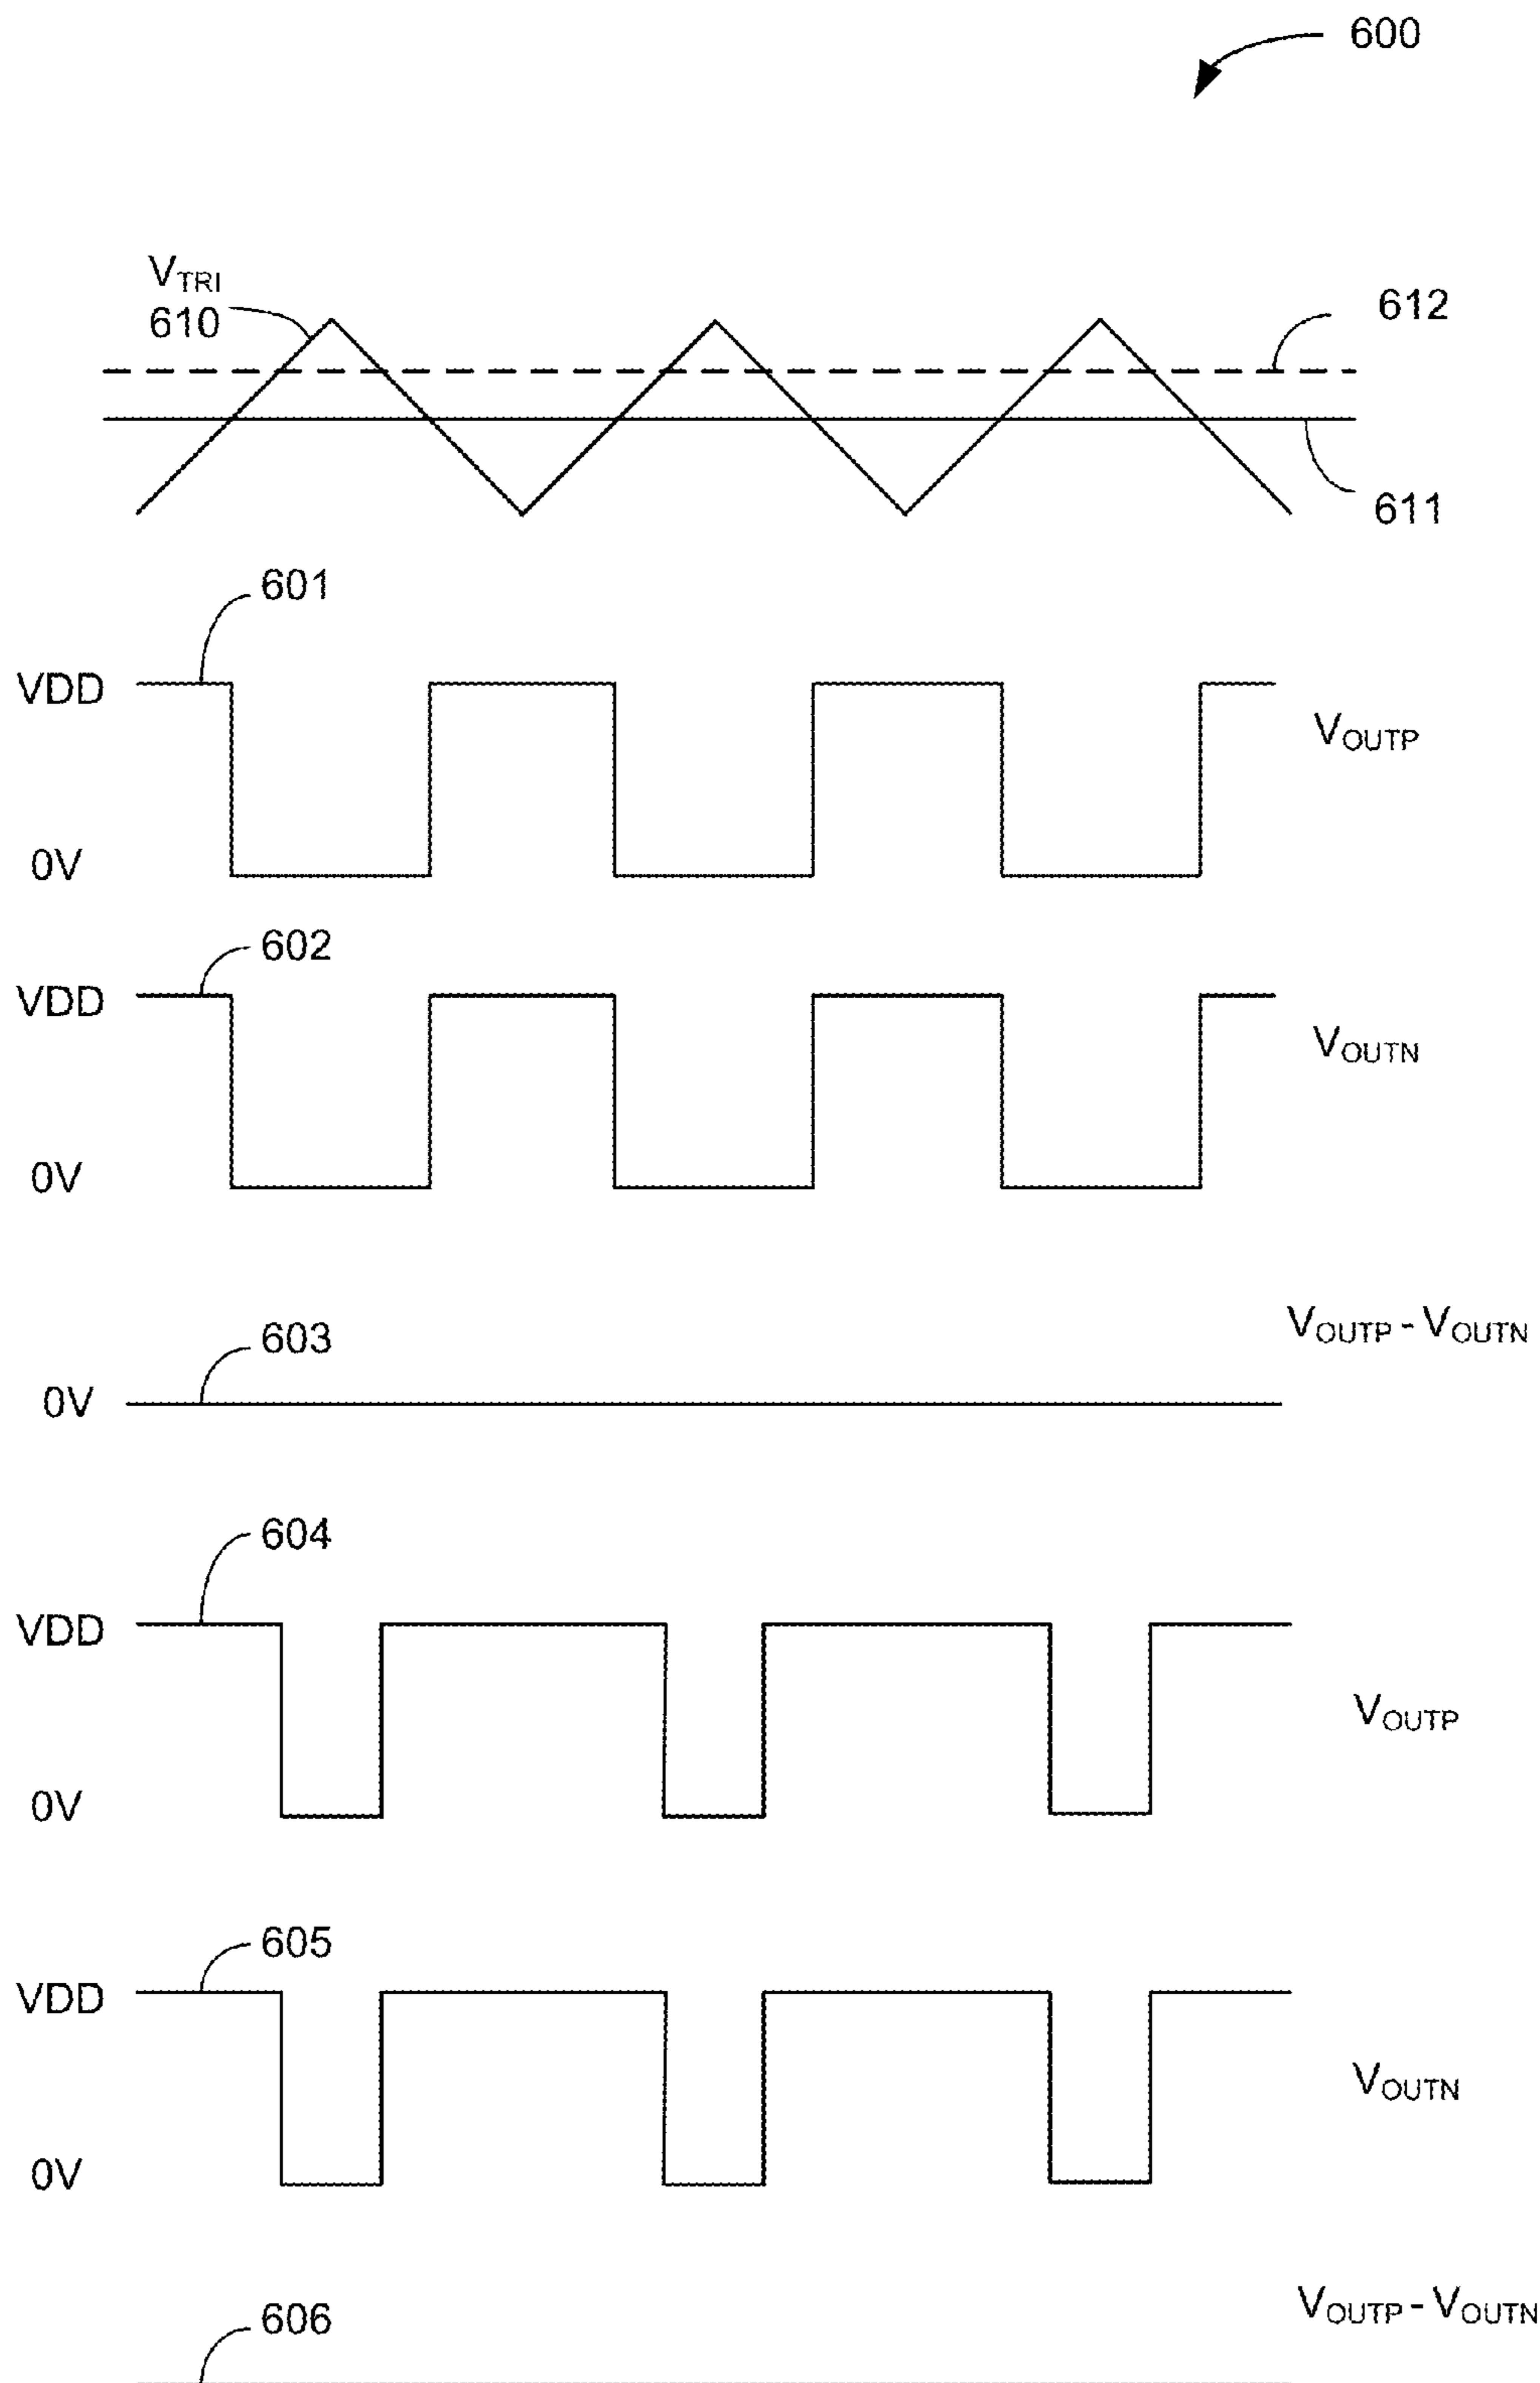 600
VTRI
610
612
611
601
VDD
VOUTP
0V
602
VDD
VOUTN
0V
VOUTP - VOUTN
603
0V
604
VDD
VOUTP
0V
605
VDD
VOUTN
0V
VOUTP - VOUTN
606